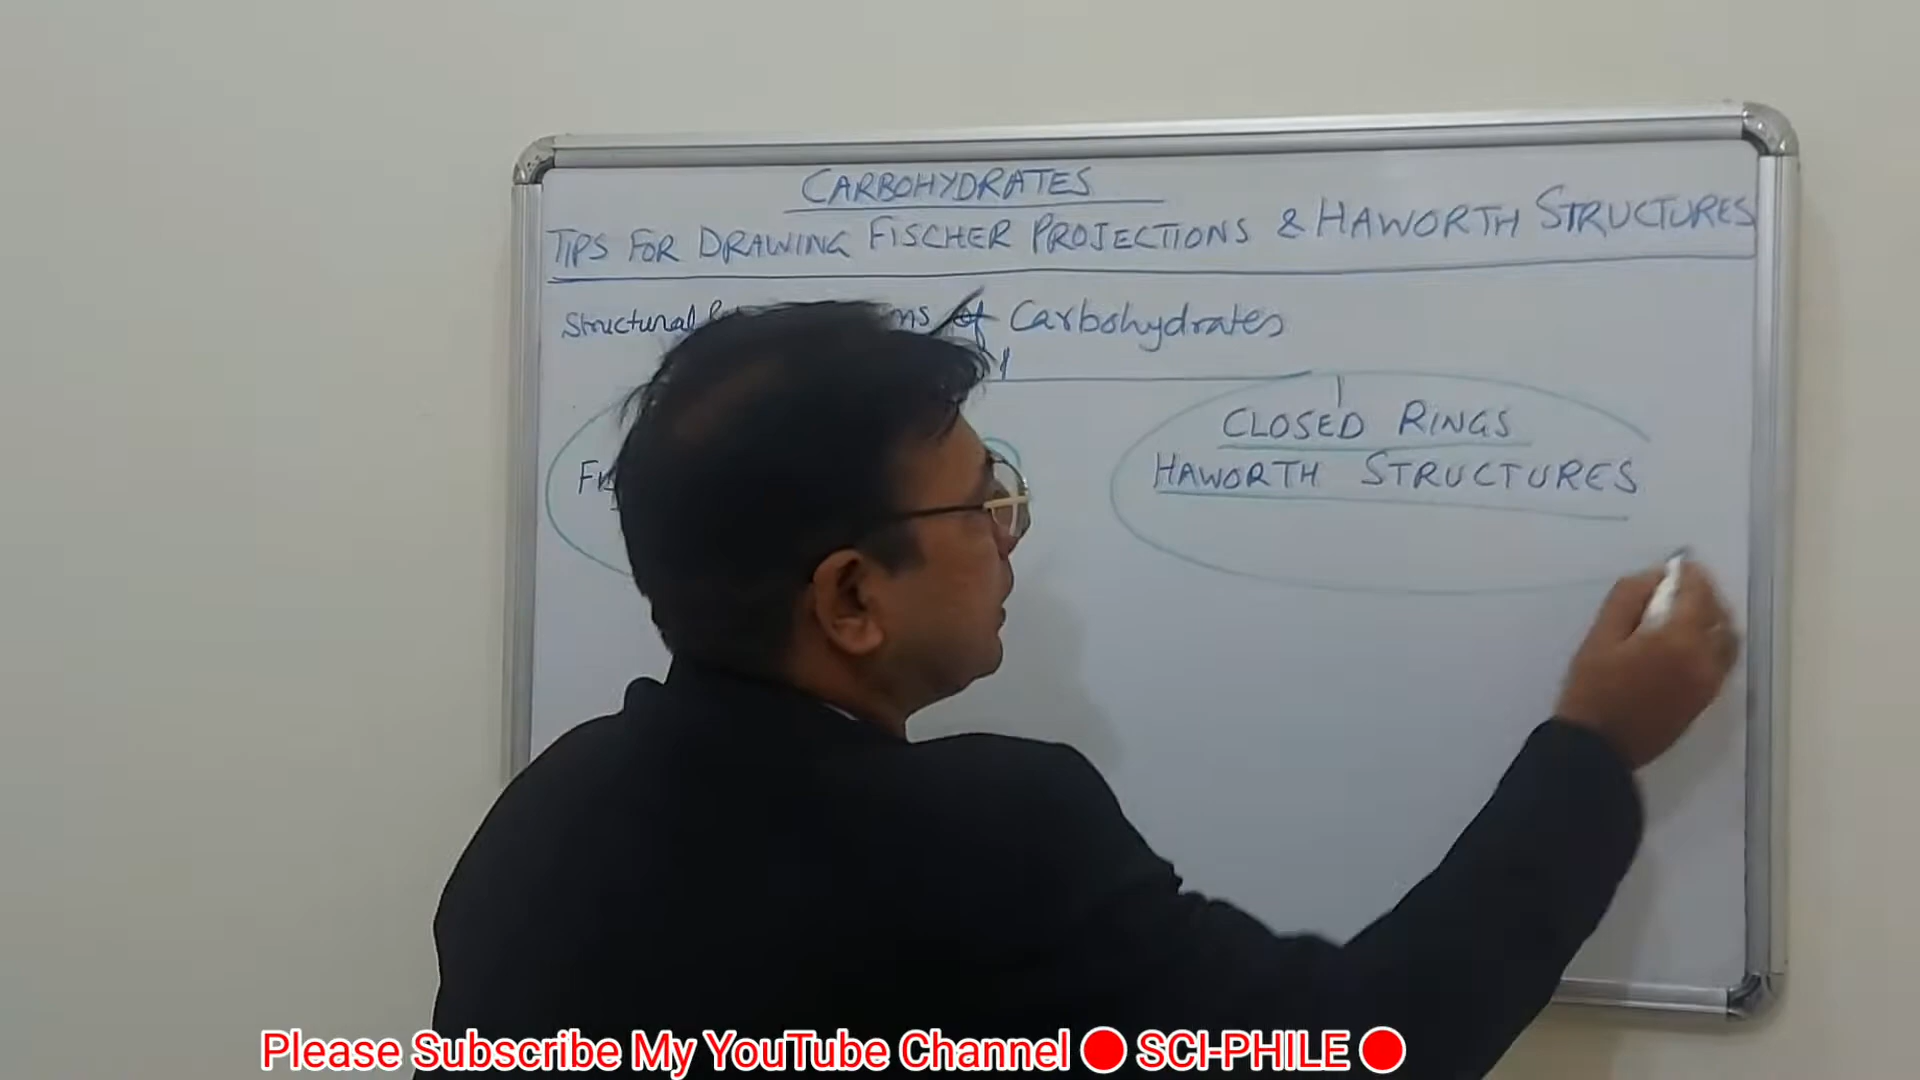 CARBOHYDRATES
TIPS FOR DRAWING FISCHER PROJECTIONS & HAWORTH STRUCTURES
Structural of Carbohydrates
CLOSED RINGS
HAWORTH STRUCTURES
Please Subscribe My YouTube Channel 🔴 SCI-PHILE 🔴